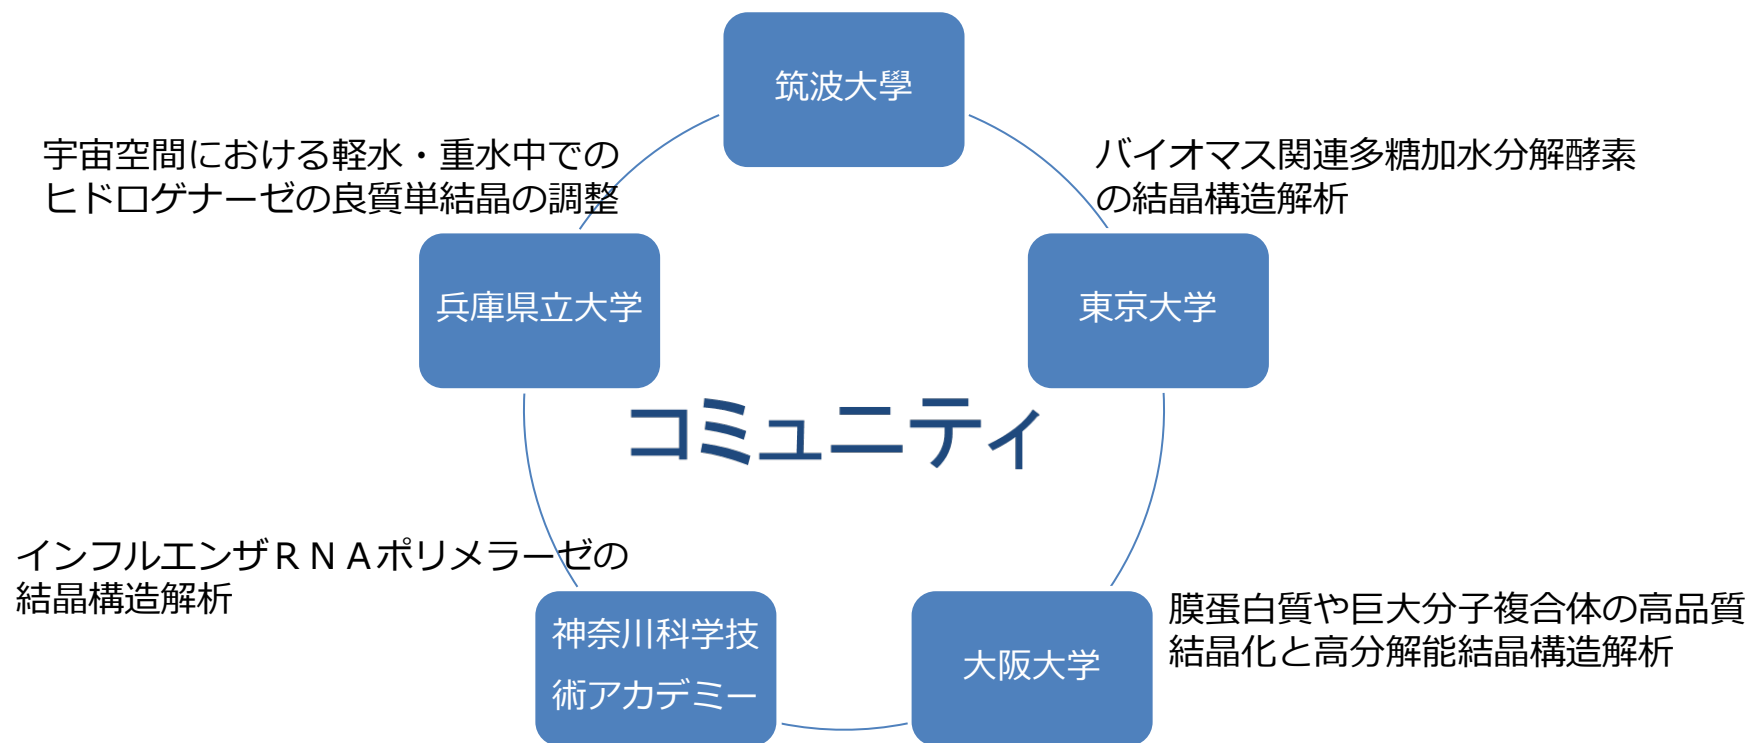 筑波大學
宇宙空間における軽水・重水中での
ヒドロゲナーゼの良質単結晶の調整
バイオマス関連多糖加水分解酵素
の結晶構造解析
兵庫県立大学
東京大学
コミュニティ
インフルエンザＲＮＡポリメラーゼの
結晶構造解析
神奈川科学技
術アカデミー
大阪大学
膜蛋白質や巨大分子複合体の高品質
結晶化と高分解能結晶構造解析